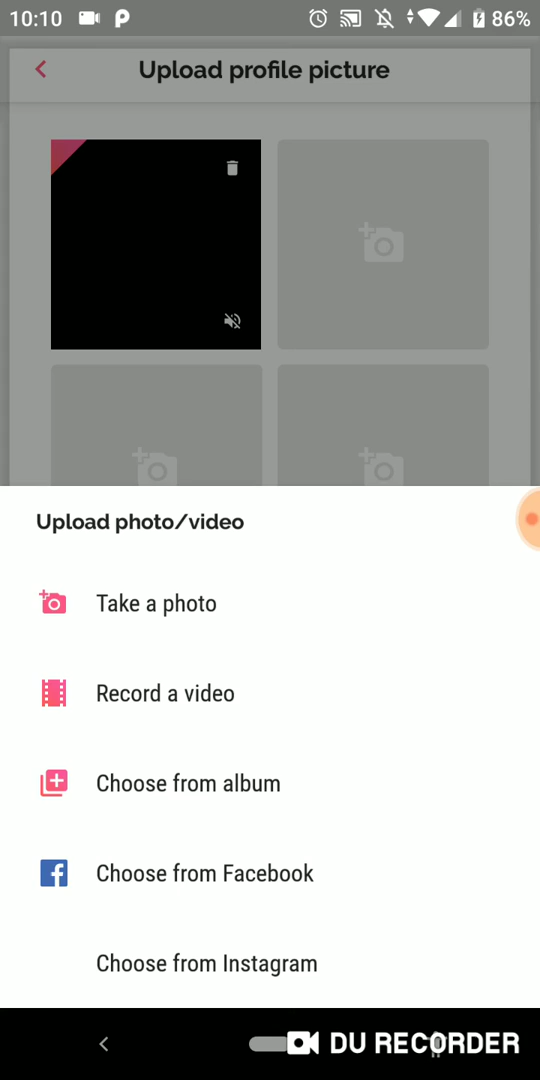 10:10
86%
Upload profile picture
Upload photo/video
Take a photo
Record a video
Choose from album
Choose from Facebook
Choose from Instagram
DU RECORDER